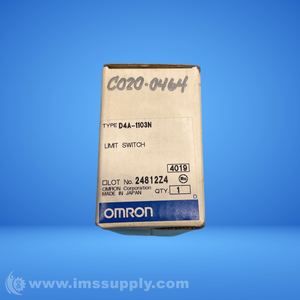 C020-0464
TYPE D4A-1103N
LIMIT SWITCH
4019
LOT No. 24812Z4
OMRON Corporation
MADE IN JAPAN QTY 1
OMRON
© www.imssupply.com